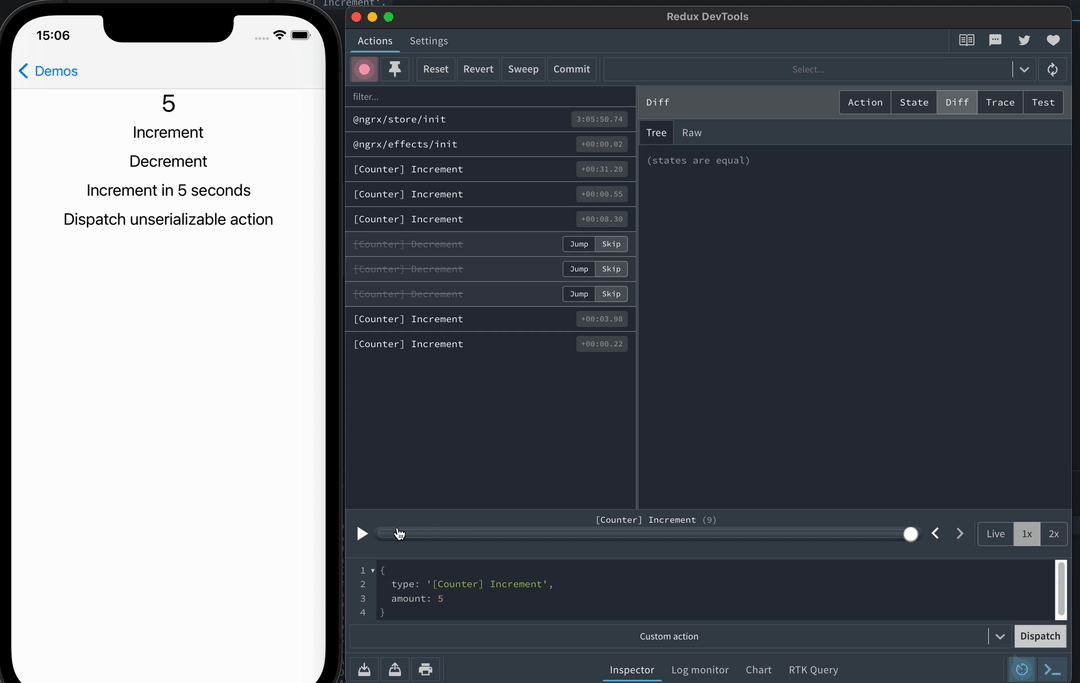 ] Increment',
15:06
Demos
5
Increment
Decrement
Increment in 5 seconds
Dispatch unserializable action
Redux DevTools
Actions Settings
Reset Revert Sweep Commit Select...
filter...
@ngrx/store/init 3:05:50.74
@ngrx/effects/init +00:00.02
[Counter] Increment +00:31.20
[Counter] Increment +00:00.55
[Counter] Increment +00:08.30
[Counter] Decrement Jump Skip
[Counter] Decrement Jump Skip
[Counter] Decrement Jump Skip
[Counter] Increment +00:03.98
[Counter] Increment +00:00.22
Diff Action State Diff Trace Test
Tree Raw
(states are equal)
[Counter] Increment (9)
Live 1x 2x
1 {
2 type: '[Counter] Increment',
3 amount: 5
4 }
Custom action Dispatch
Inspector Log monitor Chart RTK Query